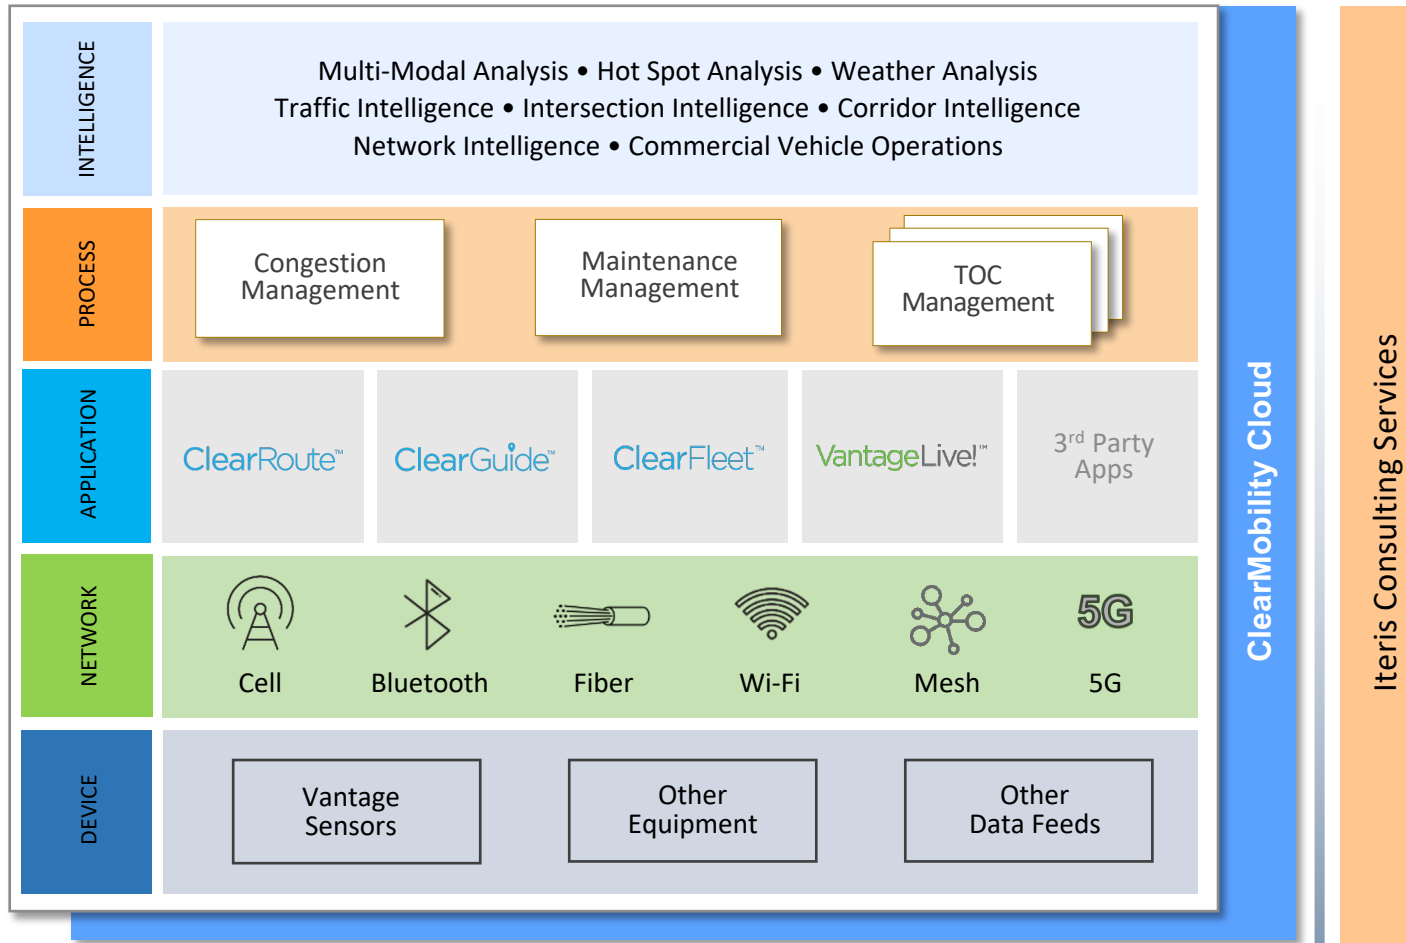 INTELLIGENCE
Multi-Modal Analysis • Hot Spot Analysis • Weather Analysis
Traffic Intelligence • Intersection Intelligence • Corridor Intelligence
Network Intelligence • Commercial Vehicle Operations
PROCESS
Congestion
Management
Maintenance
Management
TOC
Management
APPLICATION
ClearRoute™
ClearGuide™
ClearFleet™
VantageLive!™
3rd Party
Apps
NETWORK
5G
Cell
Bluetooth
Fiber
Wi-Fi
Mesh
5G
DEVICE
Vantage
Sensors
Other
Equipment
Other
Data Feeds
ClearMobility Cloud
Iteris Consulting Services